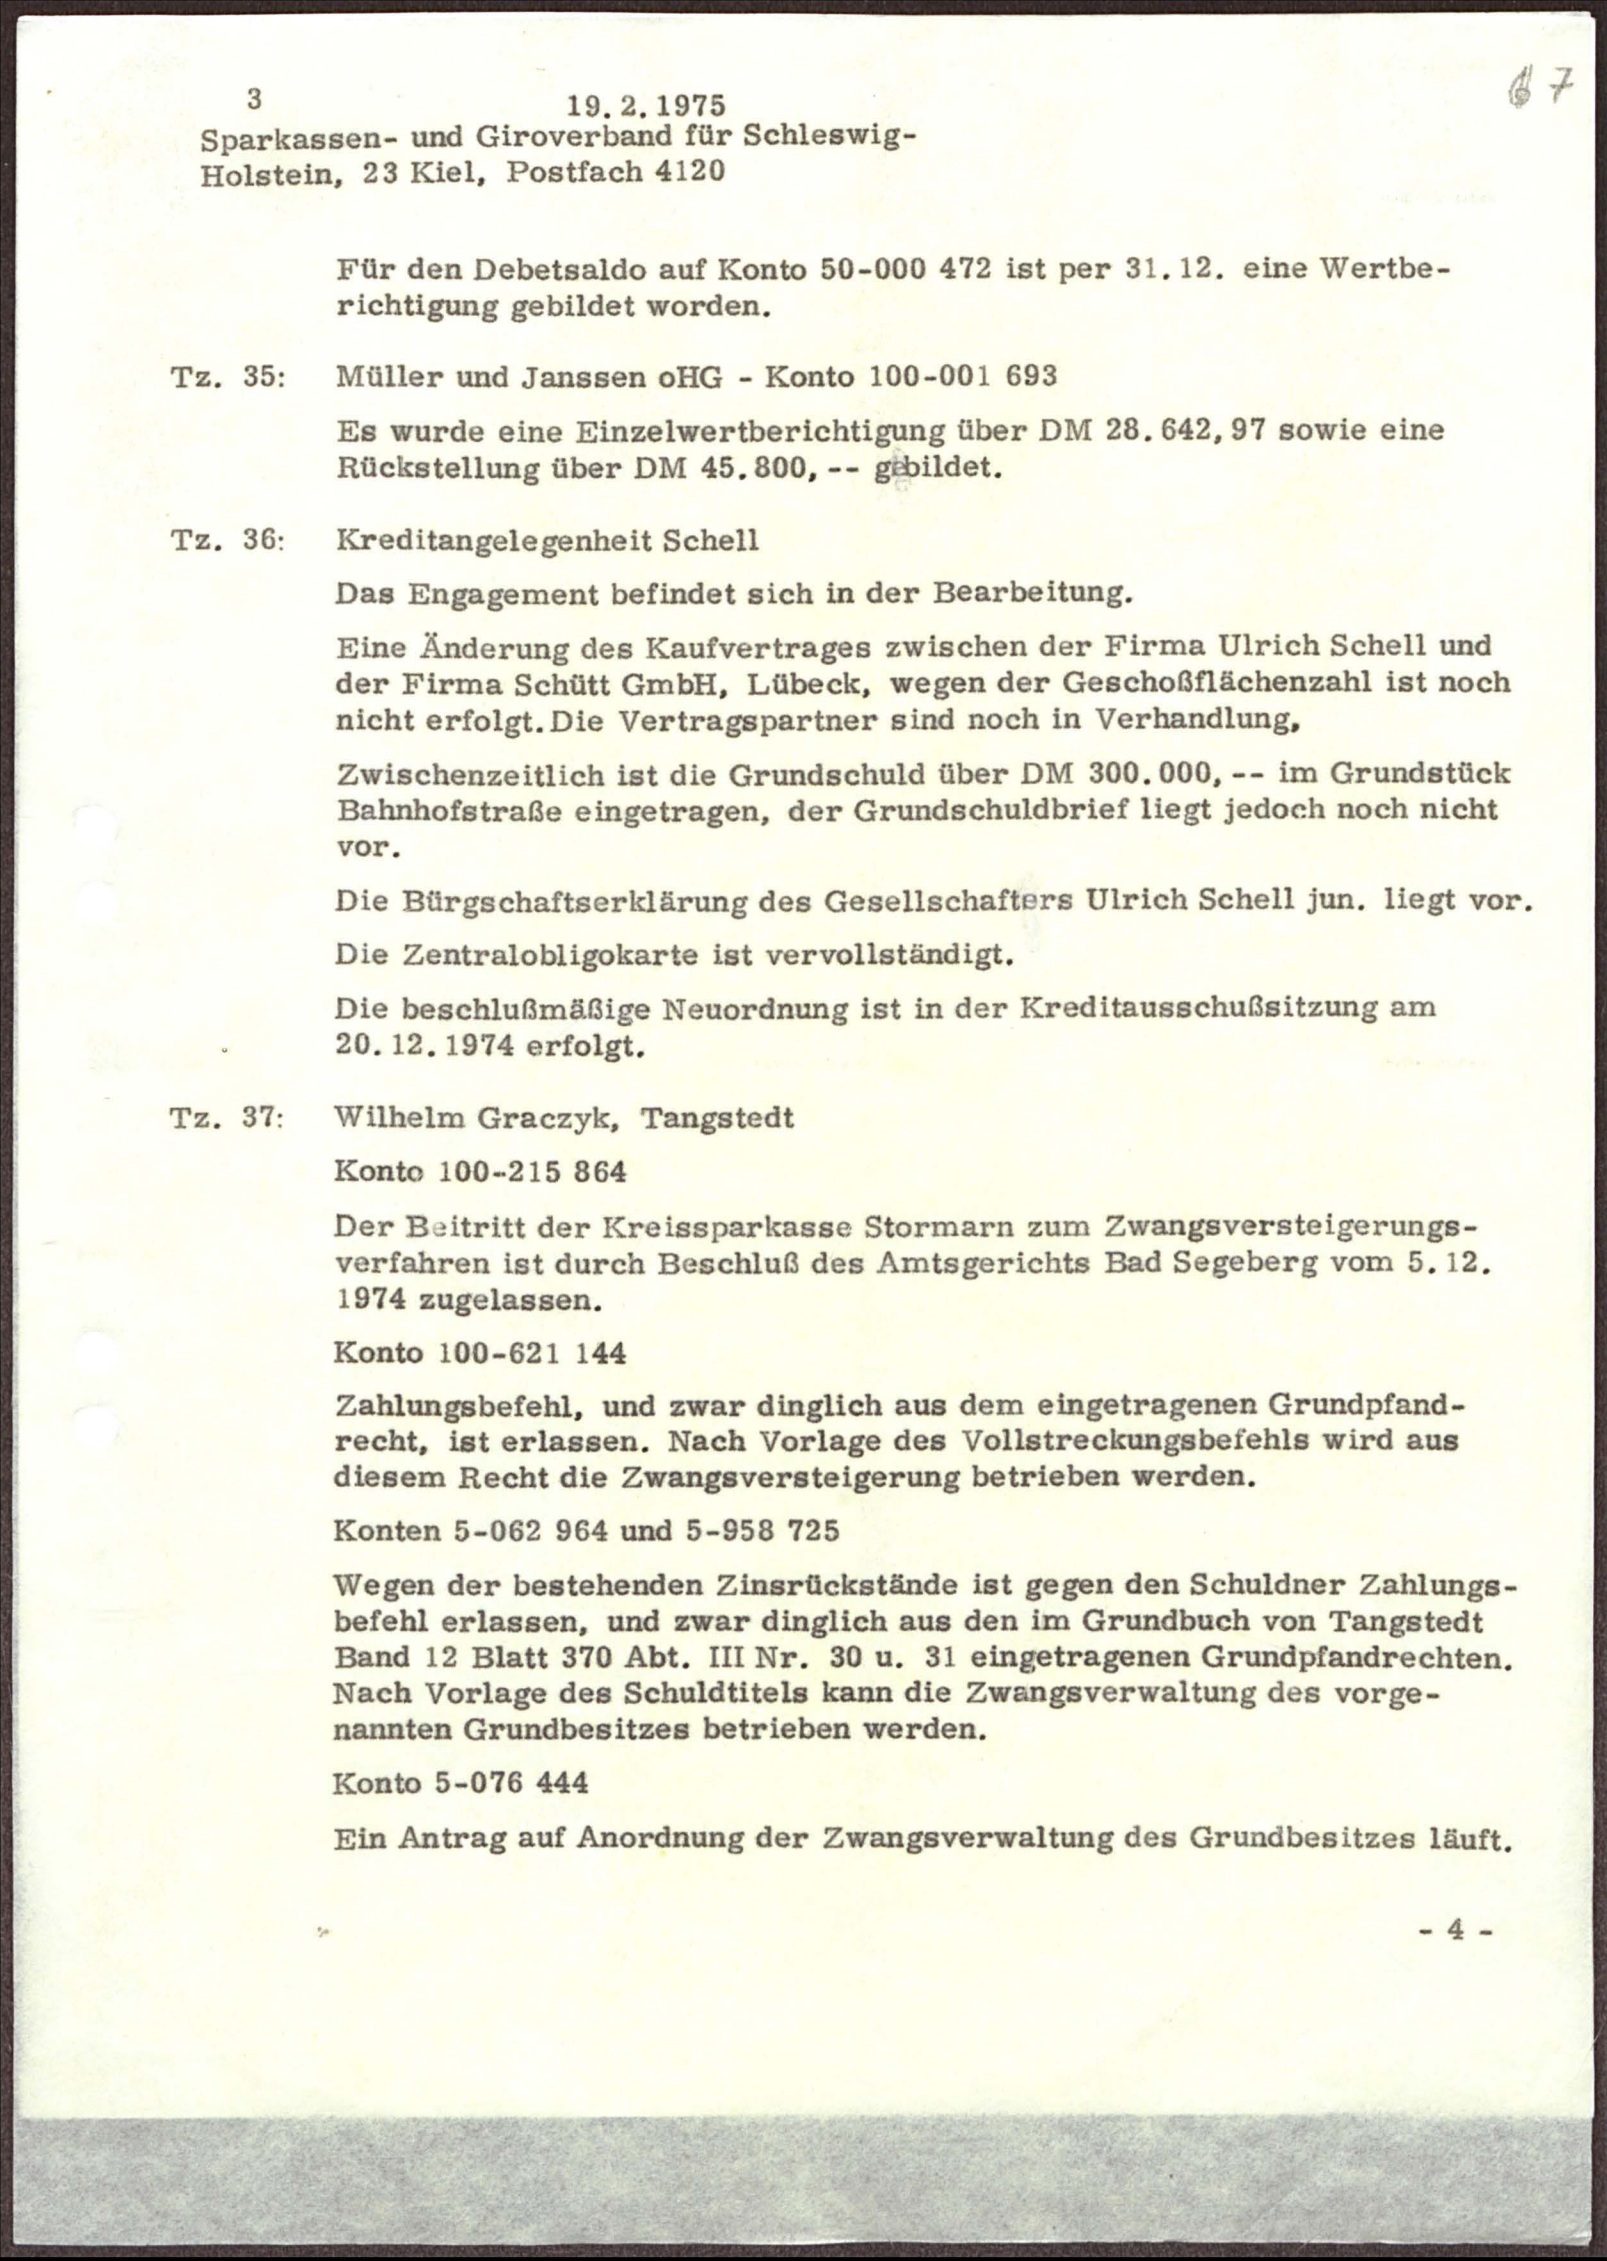 67
3 19.2.1975
Sparkassen- und Giroverband für Schleswig-
Holstein, 23 Kiel, Postfach 4120
Für den Debetsaldo auf Konto 50-000 472 ist per 31.12. eine Wertbe-
richtigung gebildet worden.
Tz. 35: Müller und Janssen oHG - Konto 100-001 693
Es wurde eine Einzelwertberichtigung über DM 28.642,97 sowie eine
Rückstellung über DM 45.800,-- gebildet.
Tz. 36: Kreditangelegenheit Schell
Das Engagement befindet sich in der Bearbeitung.
Eine Änderung des Kaufvertrages zwischen der Firma Ulrich Schell und
der Firma Schütt GmbH, Lübeck, wegen der Geschoßflächenzahl ist noch
nicht erfolgt. Die Vertragspartner sind noch in Verhandlung.
Zwischenzeitlich ist die Grundschuld über DM 300.000,-- im Grundstück
Bahnhofstraße eingetragen, der Grundschuldbrief liegt jedoch noch nicht
vor.
Die Bürgschaftserklärung des Gesellschafters Ulrich Schell jun. liegt vor.
Die Zentralobligokarte ist vervollständigt.
Die beschlußmäßige Neuordnung ist in der Kreditausschußsitzung am
20.12.1974 erfolgt.
Tz. 37: Wilhelm Graczyk, Tangstedt
Konto 100-215 864
Der Beitritt der Kreissparkasse Stormarn zum Zwangsversteigerungs-
verfahren ist durch Beschluß des Amtsgerichts Bad Segeberg vom 5.12.
1974 zugelassen.
Konto 100-621 144
Zahlungsbefehl, und zwar dinglich aus dem eingetragenen Grundpfand-
recht, ist erlassen. Nach Vorlage des Vollstreckungsbefehls wird aus
diesem Recht die Zwangsversteigerung betrieben werden.
Konten 5-062 964 und 5-958 725
Wegen der bestehenden Zinsrückstände ist gegen den Schuldner Zahlungs-
befehl erlassen, und zwar dinglich aus den im Grundbuch von Tangstedt
Band 12 Blatt 370 Abt. III Nr. 30 u. 31 eingetragenen Grundpfandrechten.
Nach Vorlage des Schuldtitels kann die Zwangsverwaltung des vorge-
nannten Grundbesitzes betrieben werden.
Konto 5-076 444
Ein Antrag auf Anordnung der Zwangsverwaltung des Grundbesitzes läuft.
- 4 -